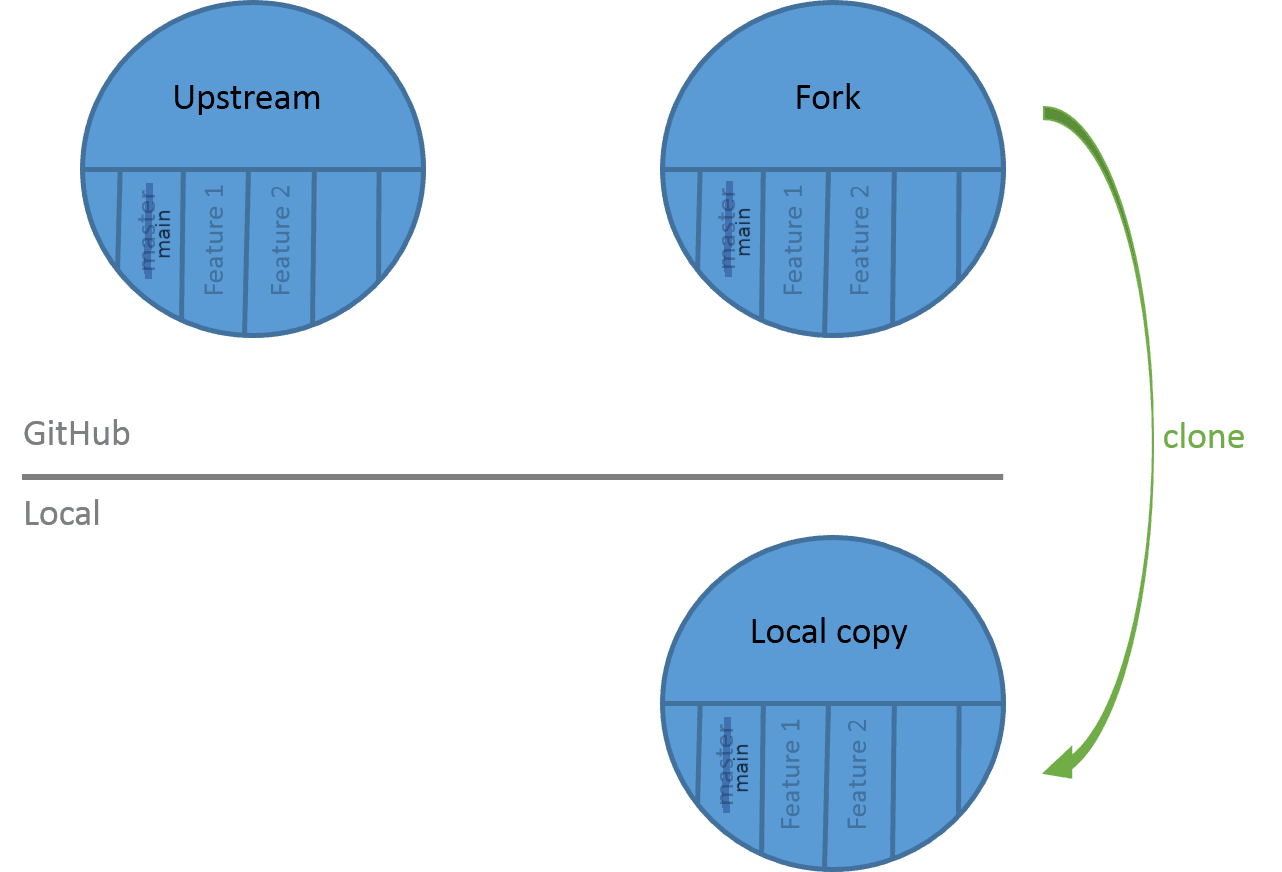 Upstream
master
main
Feature 1
Feature 2
Fork
master
main
Feature 1
Feature 2
clone
GitHub
Local
Local copy
master
main
Feature 1
Feature 2